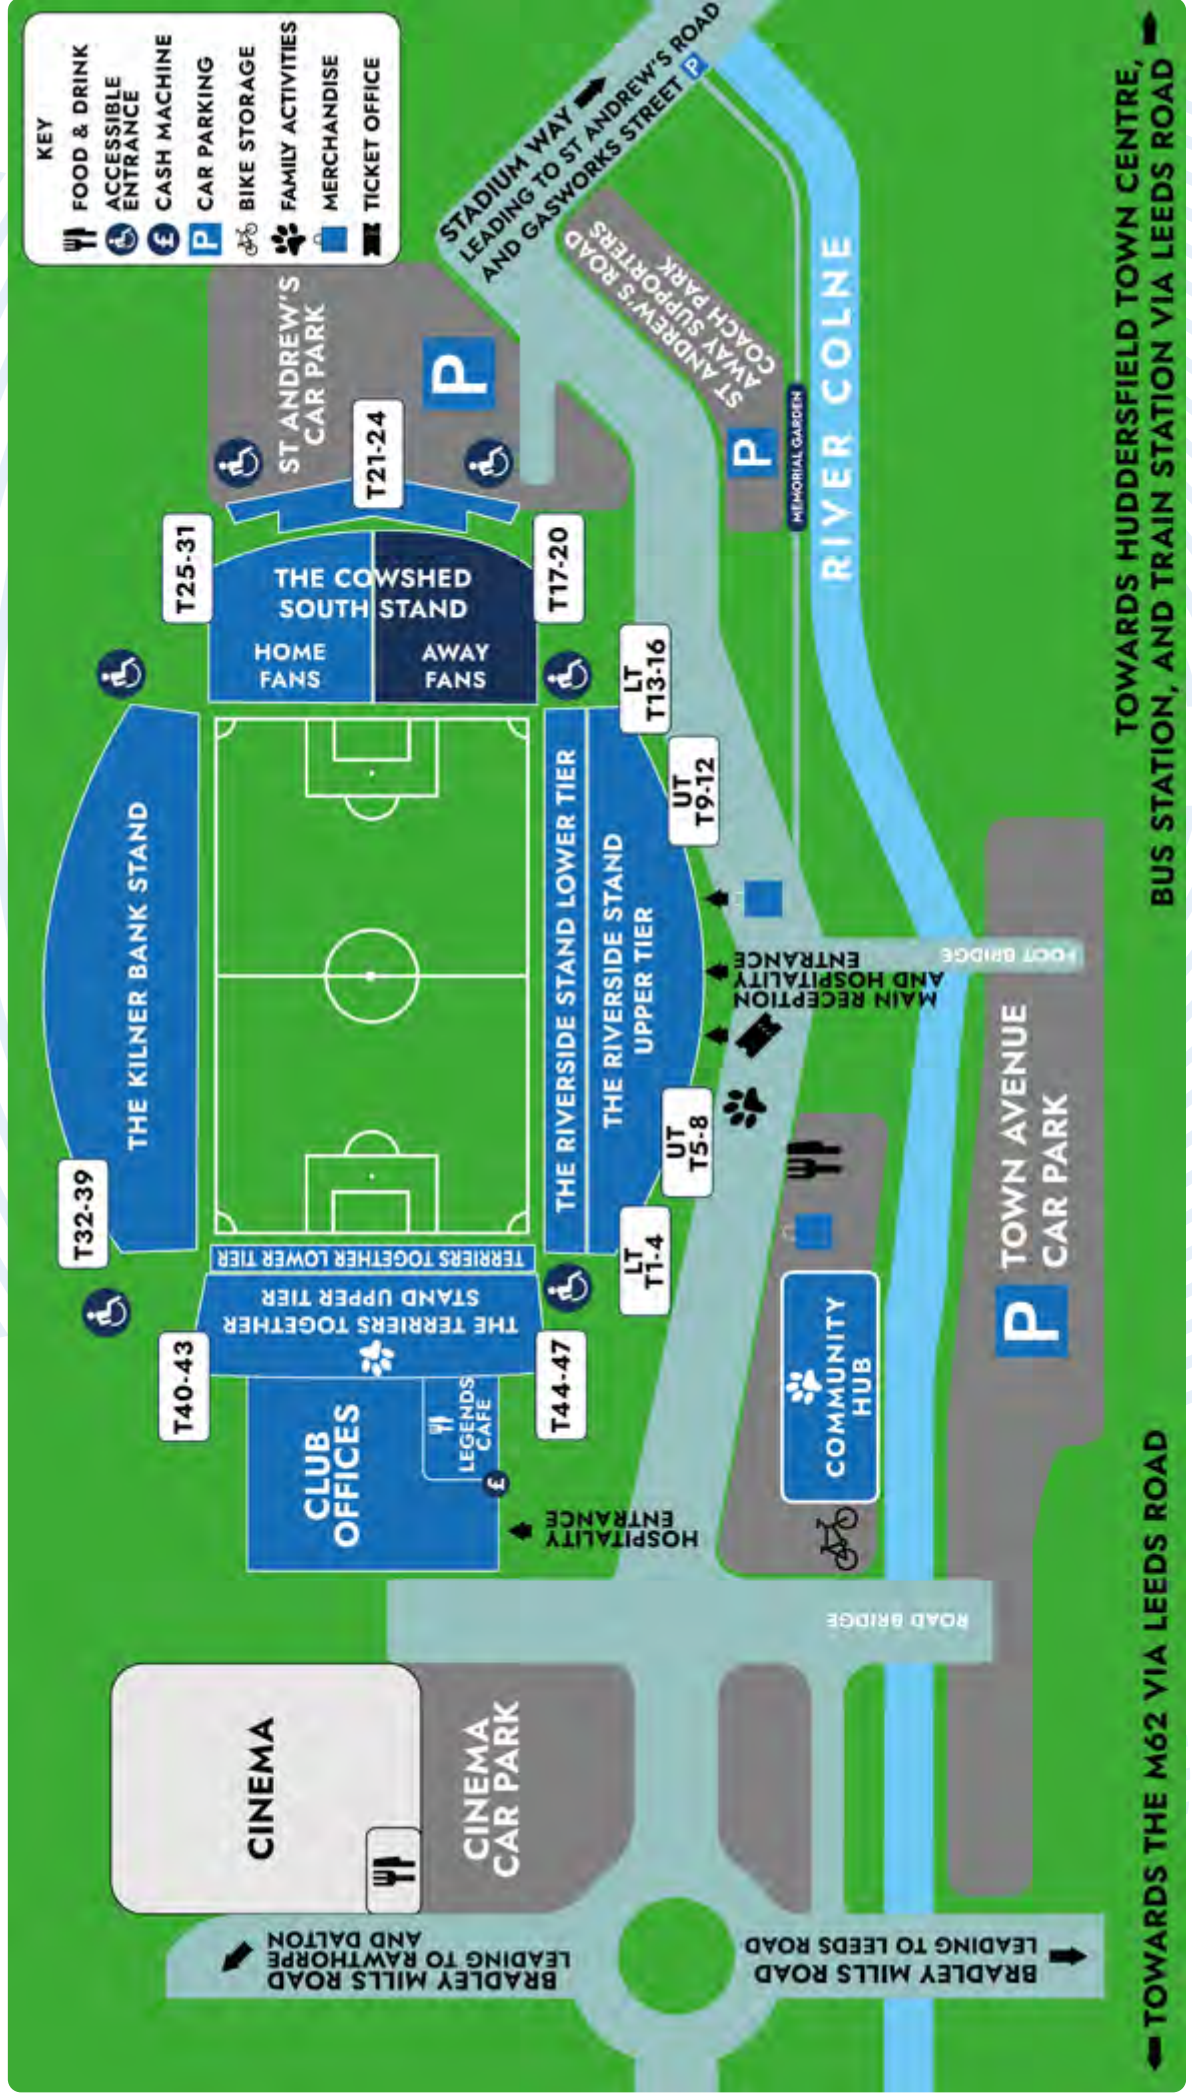 KEY
FOOD & DRINK
ACCESSIBLE
ENTRANCE
£ CASH MACHINE
P CAR PARKING
BIKE STORAGE
FAMILY ACTIVITIES
MERCHANDISE
TICKET OFFICE
STADIUM WAY
LEADING TO ST ANDREW'S ROAD
AND GASWORKS STREET P
ST ANDREW'S
CAR PARK
P
ST ANDREW'S ROAD
AWAY SUPPORTERS
COACH PARK
P
MEMORIAL GARDEN
RIVER COLNE
T21-24
T25-31
T17-20
THE COWSHED
SOUTH STAND
HOME
FANS
AWAY
FANS
LT
T13-16
UT
T9-12
THE KILNER BANK STAND
THE RIVERSIDE STAND LOWER TIER
THE RIVERSIDE STAND
UPPER TIER
MAIN RECEPTION
AND HOSPITALITY
ENTRANCE
FOOT BRIDGE
UT
T5-8
LT
T1-4
T32-39
TERRIERS TOGETHER LOWER TIER
THE TERRIERS TOGETHER
STAND UPPER TIER
T40-43
T44-47
CLUB
OFFICES
LEGENDS
CAFE
£
HOSPITALITY
ENTRANCE
COMMUNITY
HUB
P
TOWN AVENUE
CAR PARK
ROAD BRIDGE
CINEMA
CINEMA
CAR PARK
BRADLEY MILLS ROAD
LEADING TO RAWTHORPE
AND DALTON
BRADLEY MILLS ROAD
LEADING TO LEEDS ROAD
TOWARDS THE M62 VIA LEEDS ROAD
TOWARDS HUDDERSFIELD TOWN CENTRE,
BUS STATION, AND TRAIN STATION VIA LEEDS ROAD